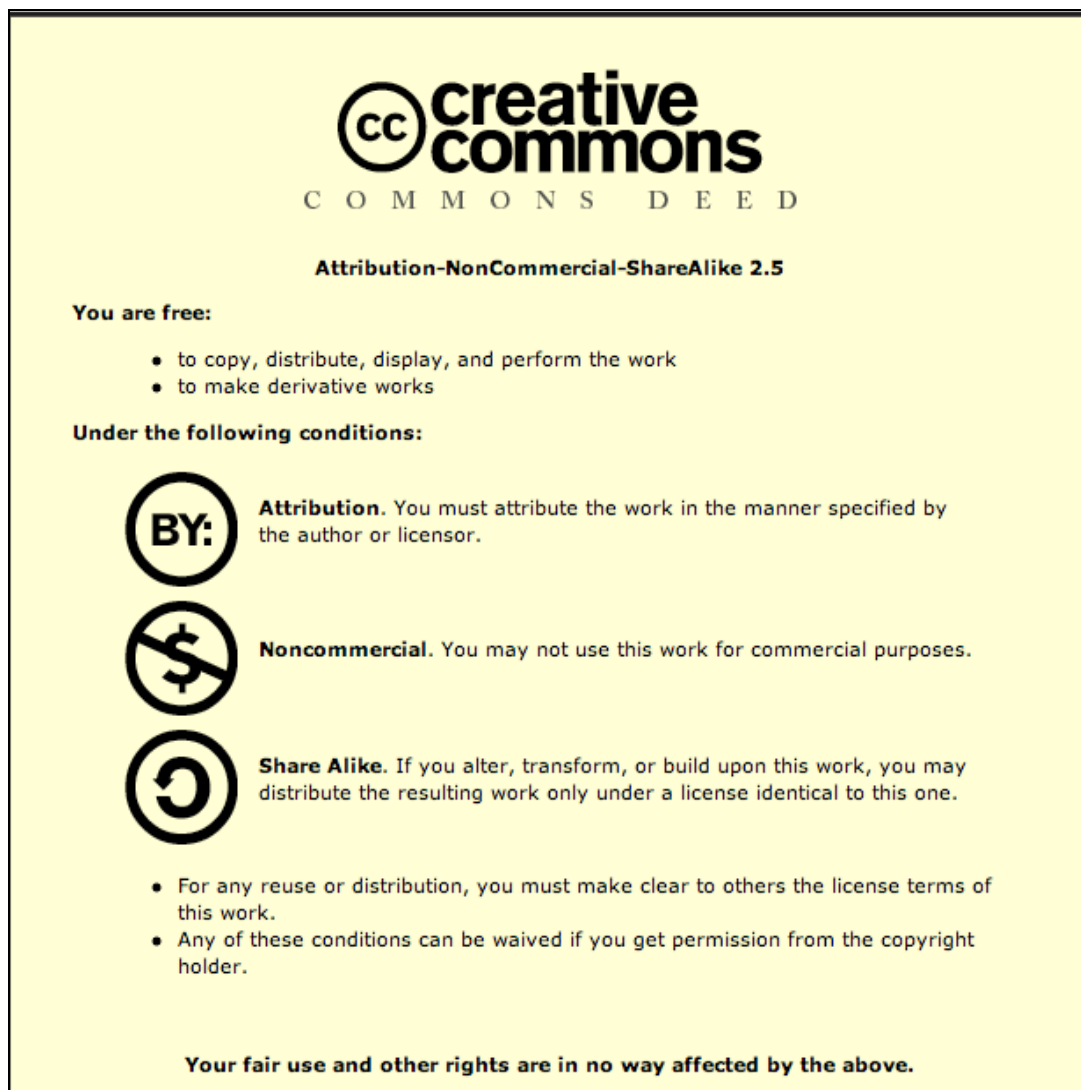 cc creative
commons
COMMONS DEED
Attribution-NonCommercial-ShareAlike 2.5
You are free:
• to copy, distribute, display, and perform the work
• to make derivative works
Under the following conditions:
BY:
Attribution. You must attribute the work in the manner specified by
the author or licensor.
$
Noncommercial. You may not use this work for commercial purposes.
Share Alike. If you alter, transform, or build upon this work, you may
distribute the resulting work only under a license identical to this one.
• For any reuse or distribution, you must make clear to others the license terms of
this work.
• Any of these conditions can be waived if you get permission from the copyright
holder.
Your fair use and other rights are in no way affected by the above.